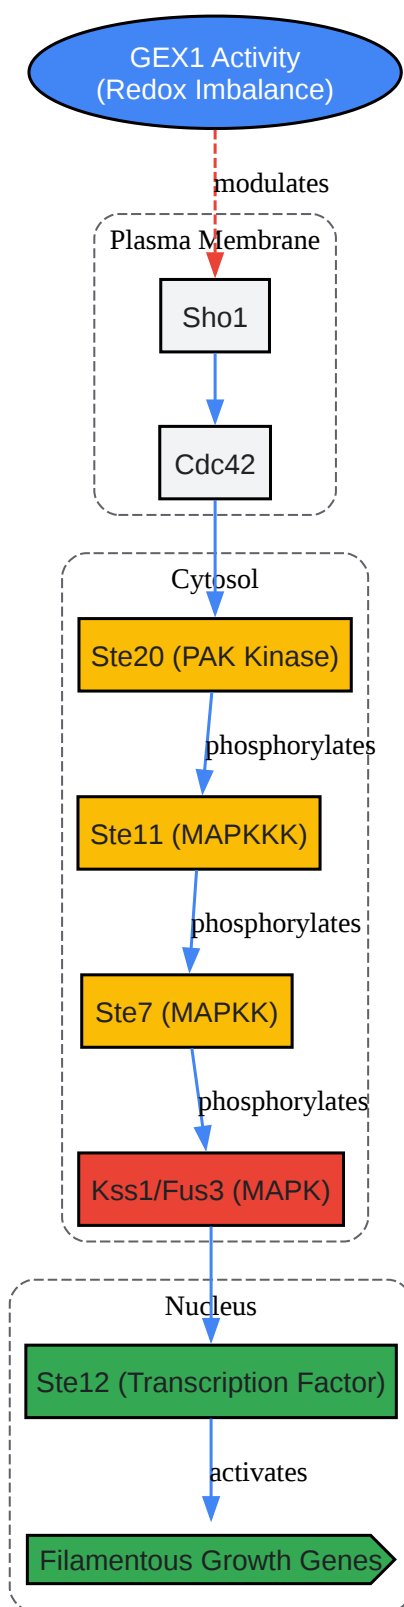 GEX1 Activity
(Redox Imbalance)
modulates
Plasma Membrane
Sho1
Cdc42
Cytosol
Ste20 (PAK Kinase)
phosphorylates
Ste11 (MAPKKK)
phosphorylates
Ste7 (MAPKK)
phosphorylates
Kss1/Fus3 (MAPK)
Nucleus
Ste12 (Transcription Factor)
activates
Filamentous Growth Genes